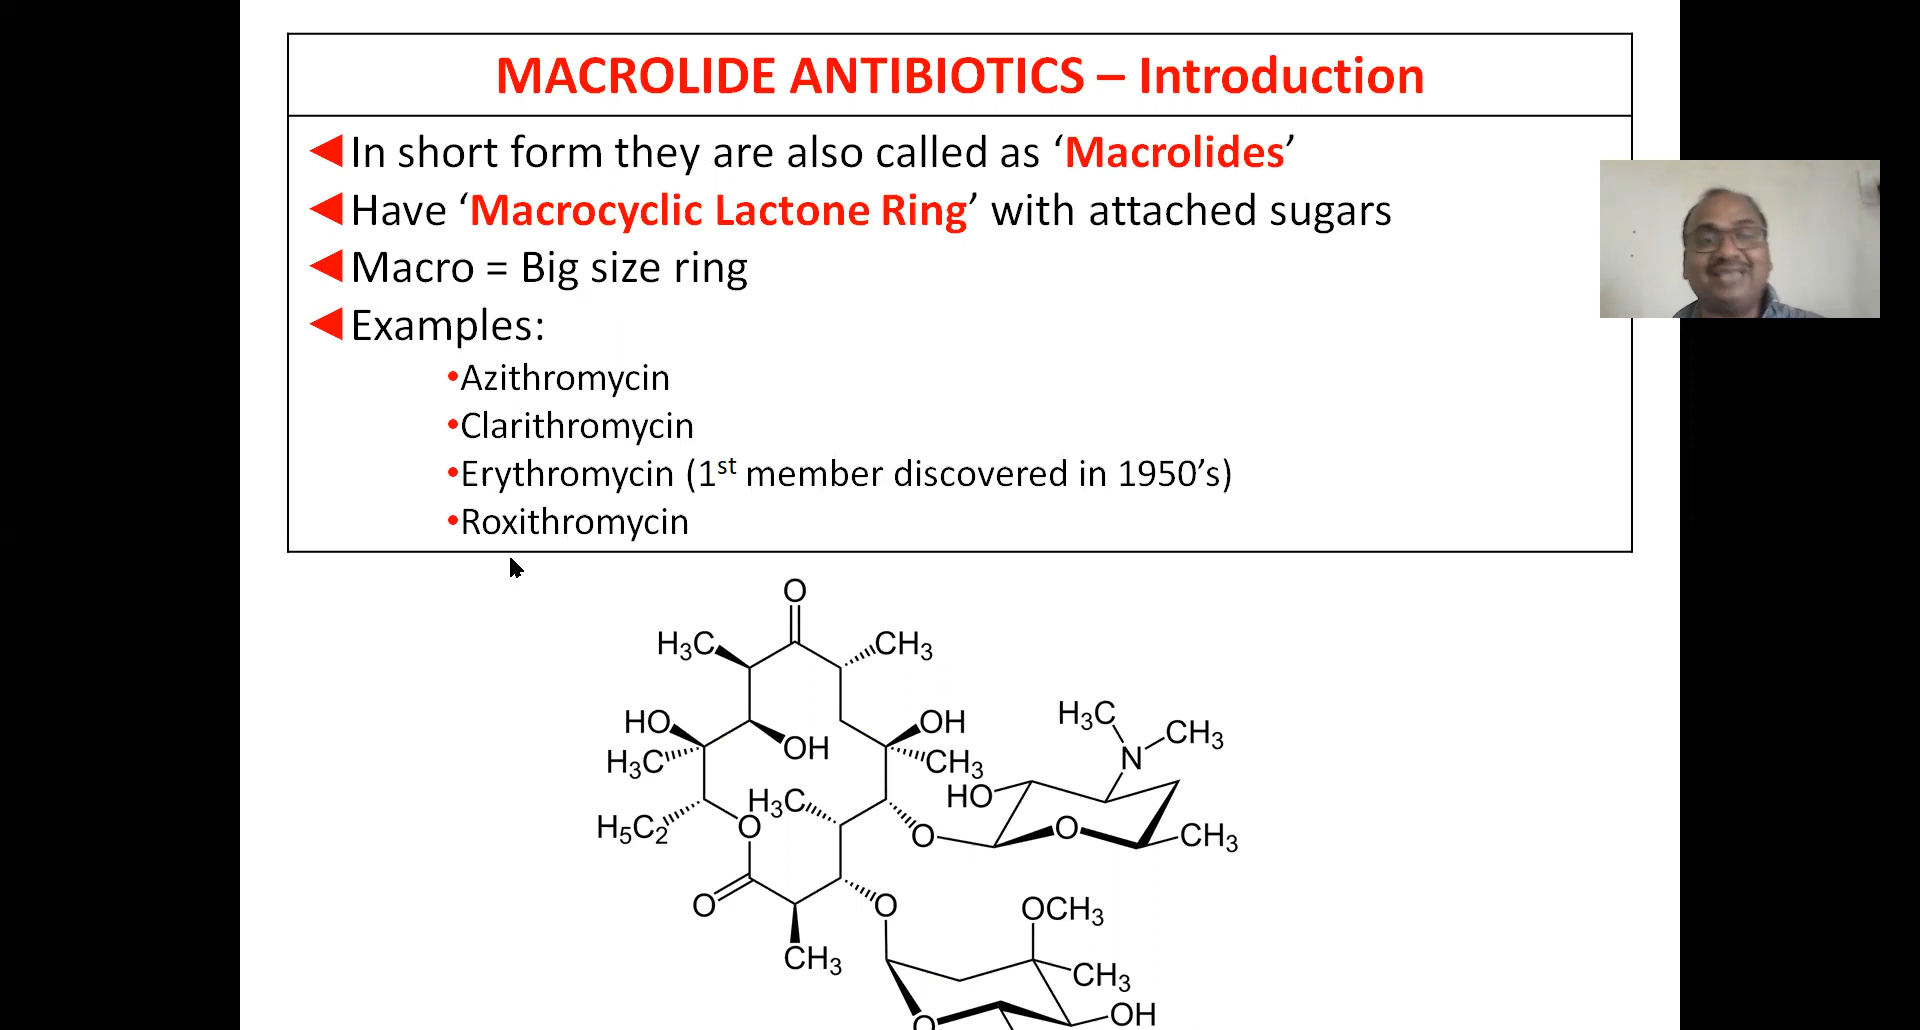 MACROLIDE ANTIBIOTICS – Introduction
In short form they are also called as ‘Macrolides’
Have ‘Macrocyclic Lactone Ring’ with attached sugars
Macro = Big size ring
Examples:
•Azithromycin
•Clarithromycin
•Erythromycin (1st member discovered in 1950’s)
•Roxithromycin
O
H3C CH3
HO OH OH
H3C CH3
H3C CH3
N
HO
H3C
H5C2 O O O CH3
O O OCH3
CH3 CH3
OH
O